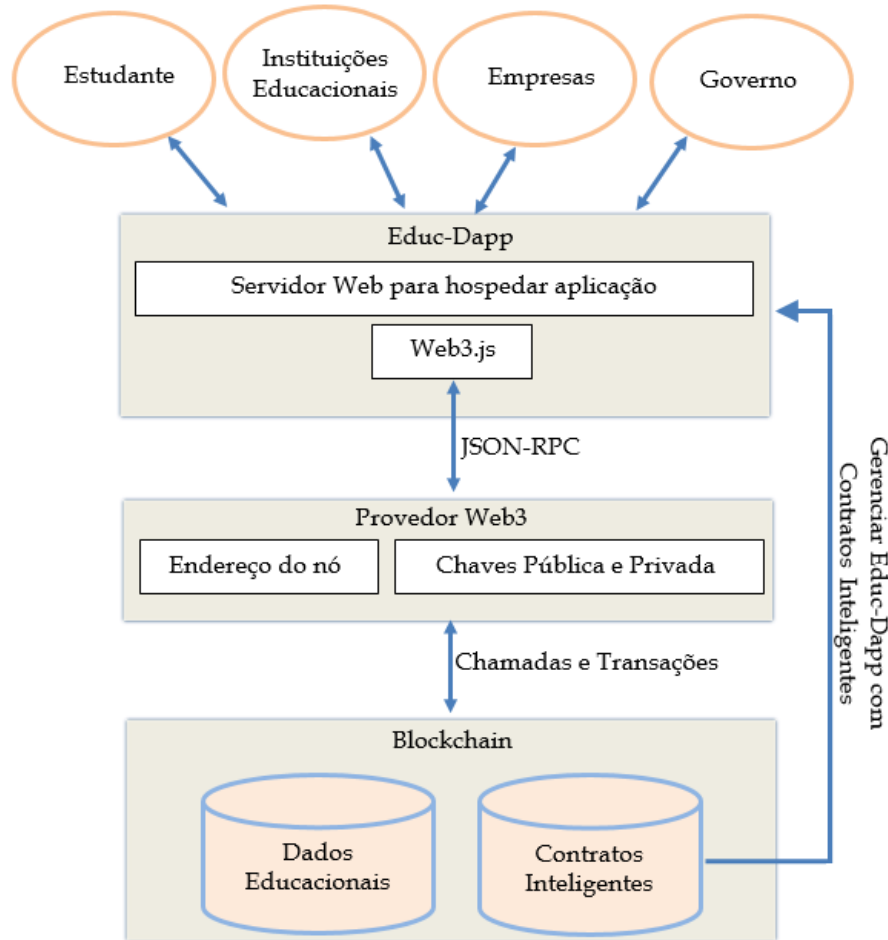 Estudante
Instituições
Educacionais
Empresas
Governo
Educ-Dapp
Servidor Web para hospedar aplicação
Web3.js
JSON-RPC
Provedor Web3
Endereço do nó
Chaves Pública e Privada
Chamadas e Transações
Gerenciar Educ-Dapp com
Contratos Inteligentes
Blockchain
Dados
Educacionais
Contratos
Inteligentes